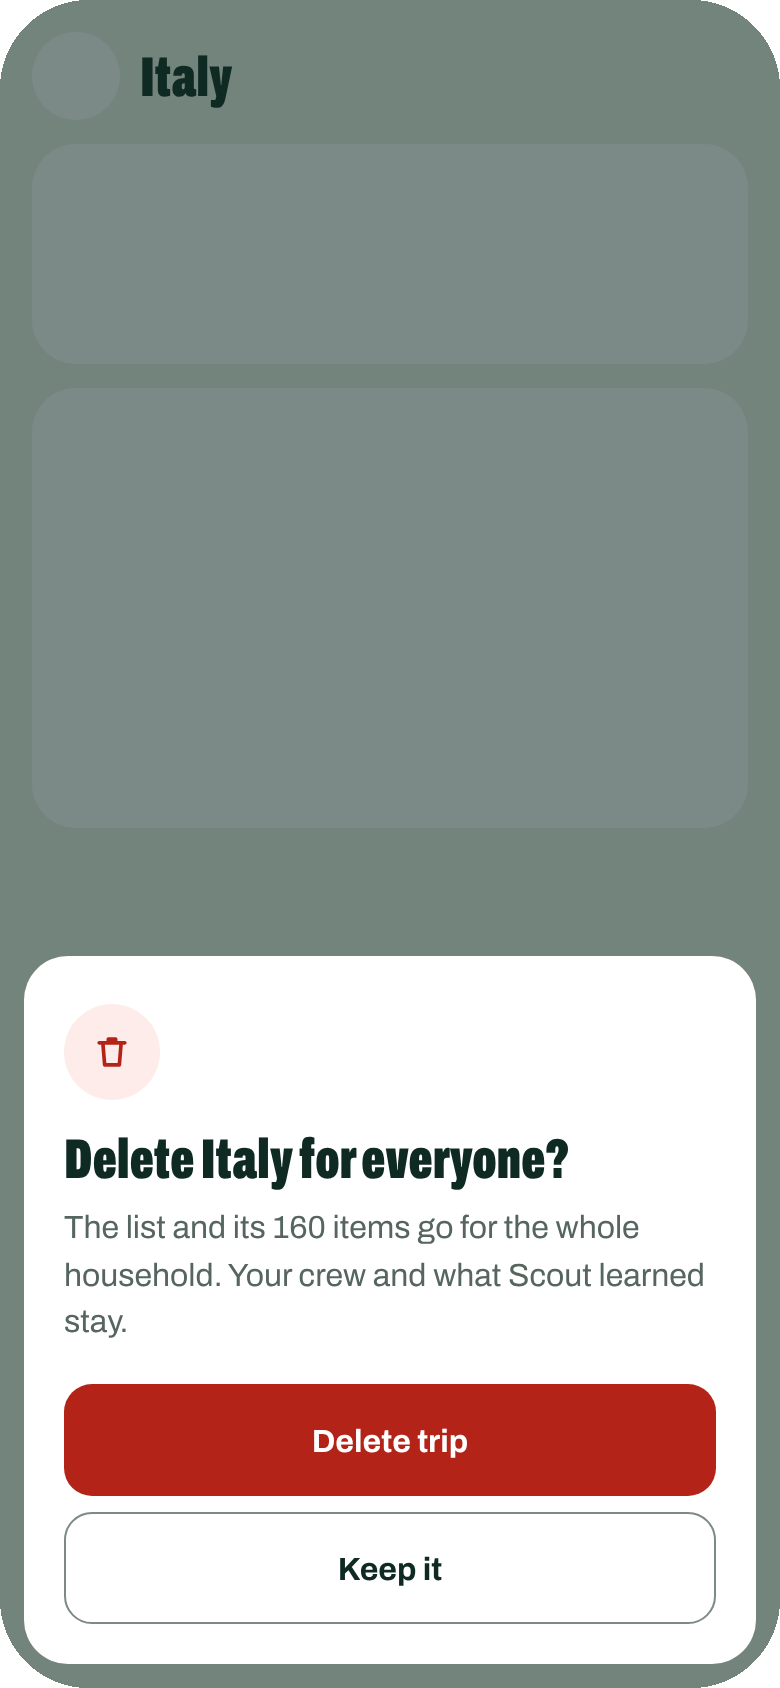 Italy
Delete Italy for everyone?
The list and its 160 items go for the whole
household. Your crew and what Scout learned
stay.
Delete trip
Keep it